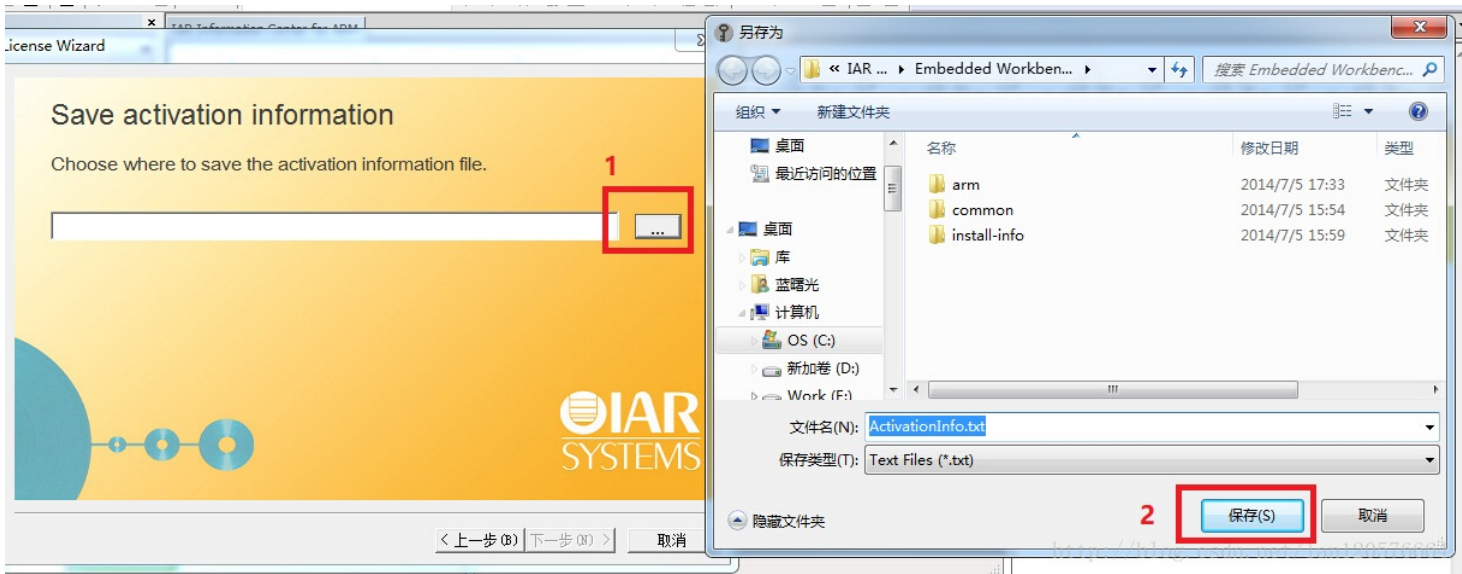 IAR Information Center for ARM
License Wizard
Save activation information
Choose where to save the activation information file.
1
...
IAR
SYSTEMS
< 上一步(B)
下一步(N) >
取消
另存为
« IAR ... ▸ Embedded Workben... ▸
搜索 Embedded Workbenc...
组织 ▼ 新建文件夹
桌面
最近访问的位置
桌面
库
蓝曙光
计算机
OS (C:)
新加卷 (D:)
Work (E:)
名称 修改日期 类型
arm 2014/7/5 17:33 文件夹
common 2014/7/5 15:54 文件夹
install-info 2014/7/5 15:59 文件夹
文件名(N): ActivationInfo.txt
保存类型(T): Text Files (*.txt)
隐藏文件夹
2
保存(S)
取消